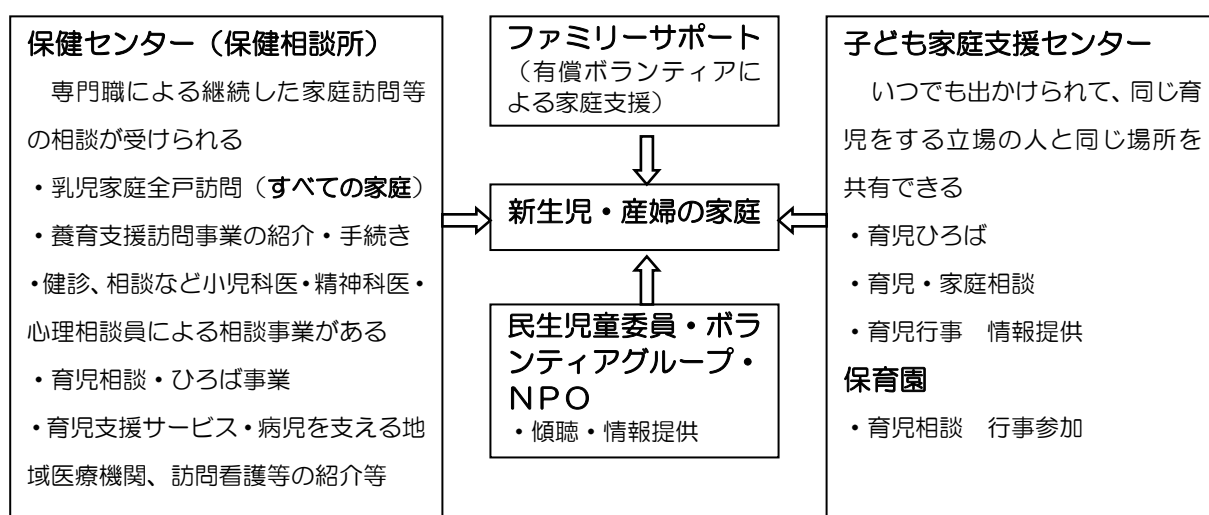 保健センター（保健相談所）
　専門職による継続した家庭訪問等
の相談が受けられる
・乳児家庭全戸訪問（すべての家庭）
・養育支援訪問事業の紹介・手続き
・健診、相談など小児科医・精神科医・
心理相談員による相談事業がある
・育児相談・ひろば事業
・育児支援サービス・病児を支える地
域医療機関、訪問看護等の紹介等
ファミリーサポート
（有償ボランティアに
よる家庭支援）
新生児・産婦の家庭
民生児童委員・ボラ
ンティアグループ・
ＮＰＯ
・傾聴・情報提供
子ども家庭支援センター
　いつでも出かけられて、同じ育
児をする立場の人と同じ場所を
共有できる
・育児ひろば
・育児・家庭相談
・育児行事　情報提供
保育園
・育児相談　行事参加